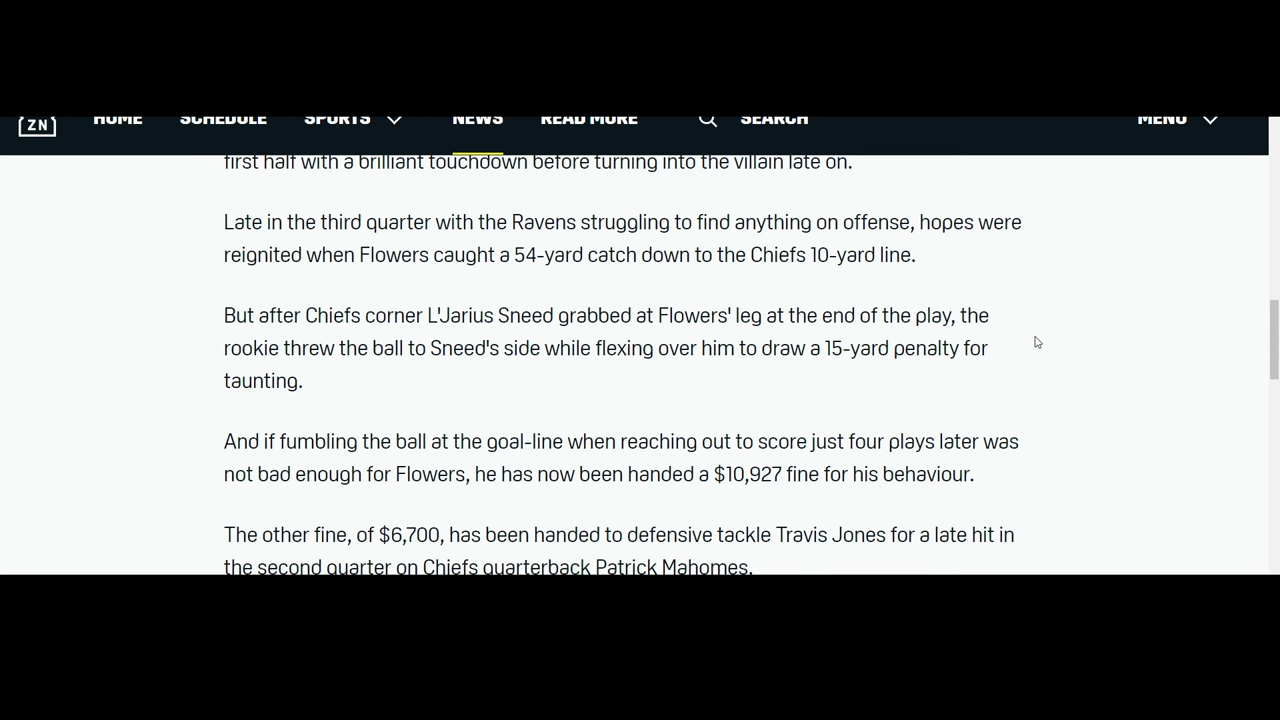 ZN HOME SCHEDULE SPORTS NEWS READ MORE SEARCH MENU
first half with a brilliant touchdown before turning into the villain late on.
Late in the third quarter with the Ravens struggling to find anything on offense, hopes were
reignited when Flowers caught a 54-yard catch down to the Chiefs 10-yard line.
But after Chiefs corner L'Jarius Sneed grabbed at Flowers' leg at the end of the play, the
rookie threw the ball to Sneed's side while flexing over him to draw a 15-yard penalty for
taunting.
And if fumbling the ball at the goal-line when reaching out to score just four plays later was
not bad enough for Flowers, he has now been handed a $10,927 fine for his behaviour.
The other fine, of $6,700, has been handed to defensive tackle Travis Jones for a late hit in
the second quarter on Chiefs quarterback Patrick Mahomes.